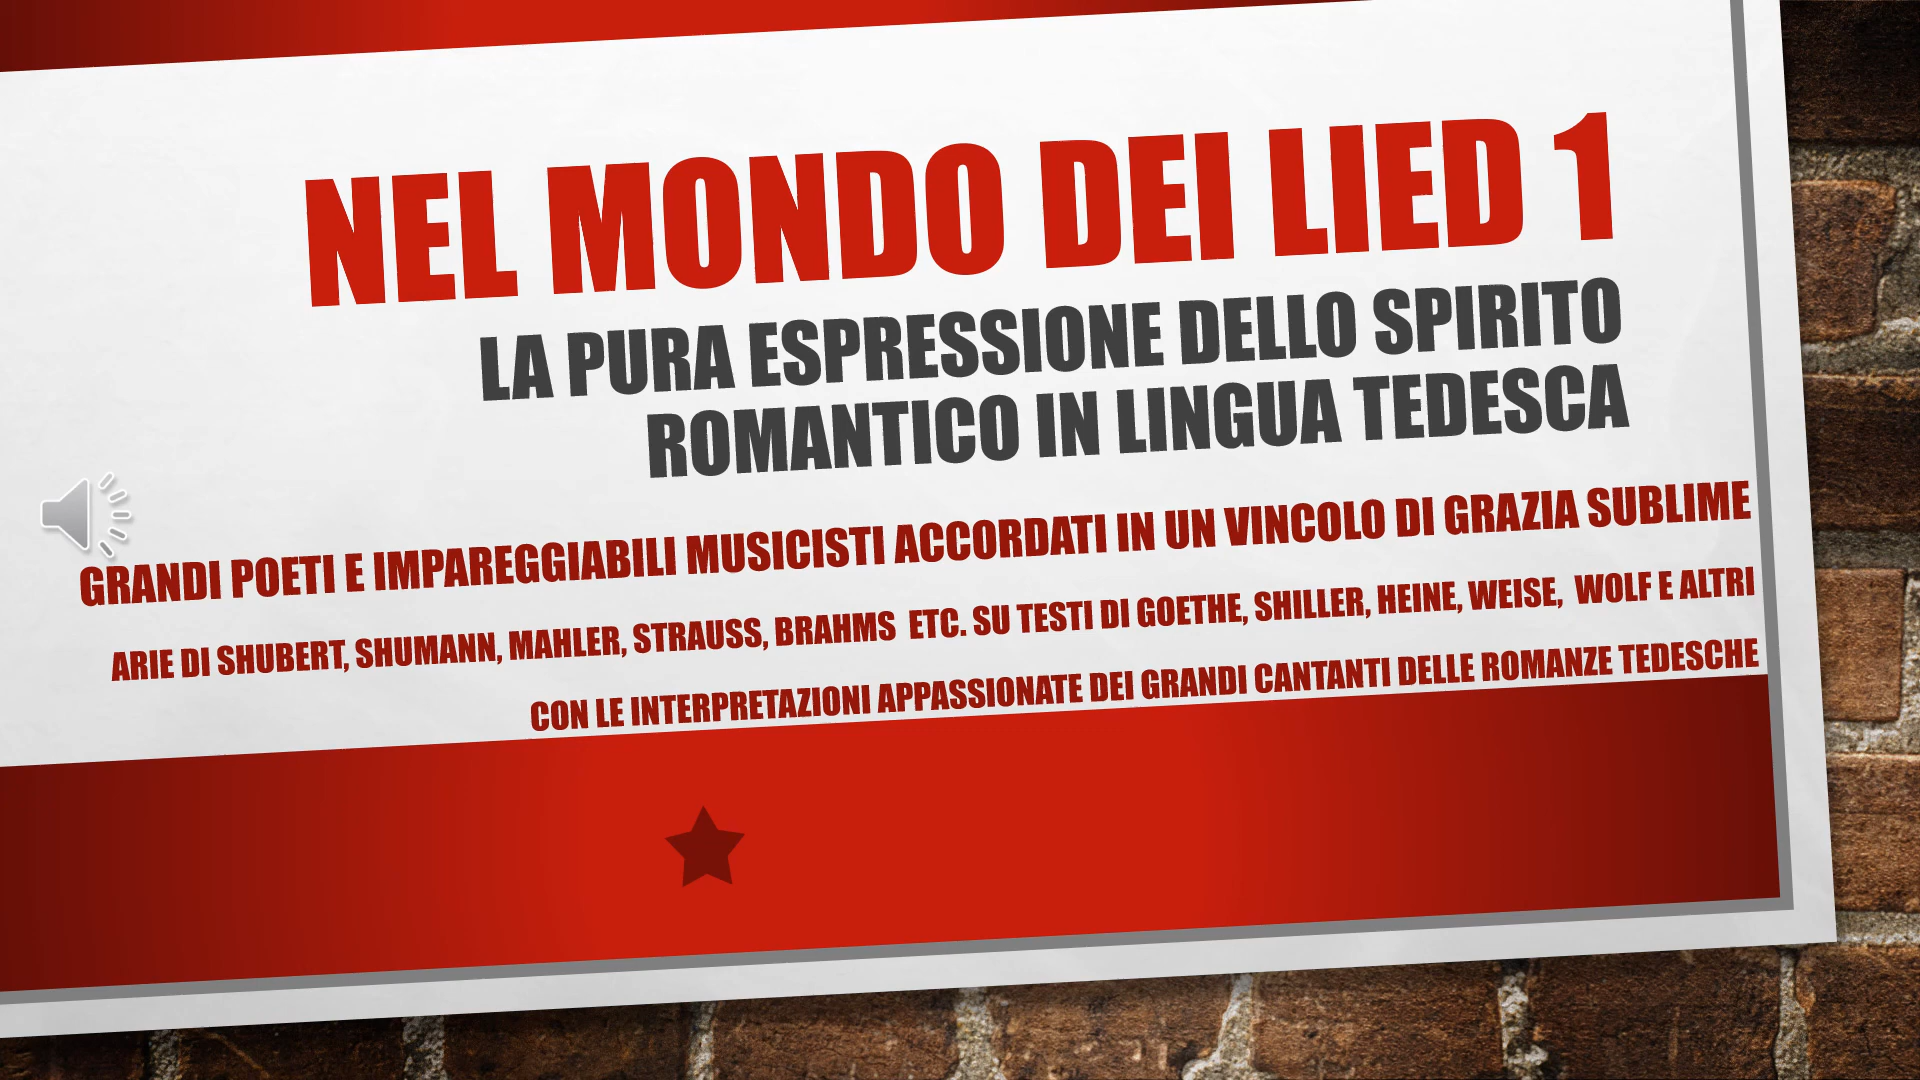 NEL MONDO DEI LIED 1
LA PURA ESPRESSIONE DELLO SPIRITO
ROMANTICO IN LINGUA TEDESCA
GRANDI POETI E IMPAREGGIABILI MUSICISTI ACCORDATI IN UN VINCOLO DI GRAZIA SUBLIME
ARIE DI SHUBERT, SHUMANN, MAHLER, STRAUSS, BRAHMS ETC. SU TESTI DI GOETHE, SHILLER, HEINE, WEISE, WOLF E ALTRI
CON LE INTERPRETAZIONI APPASSIONATE DEI GRANDI CANTANTI DELLE ROMANZE TEDESCHE